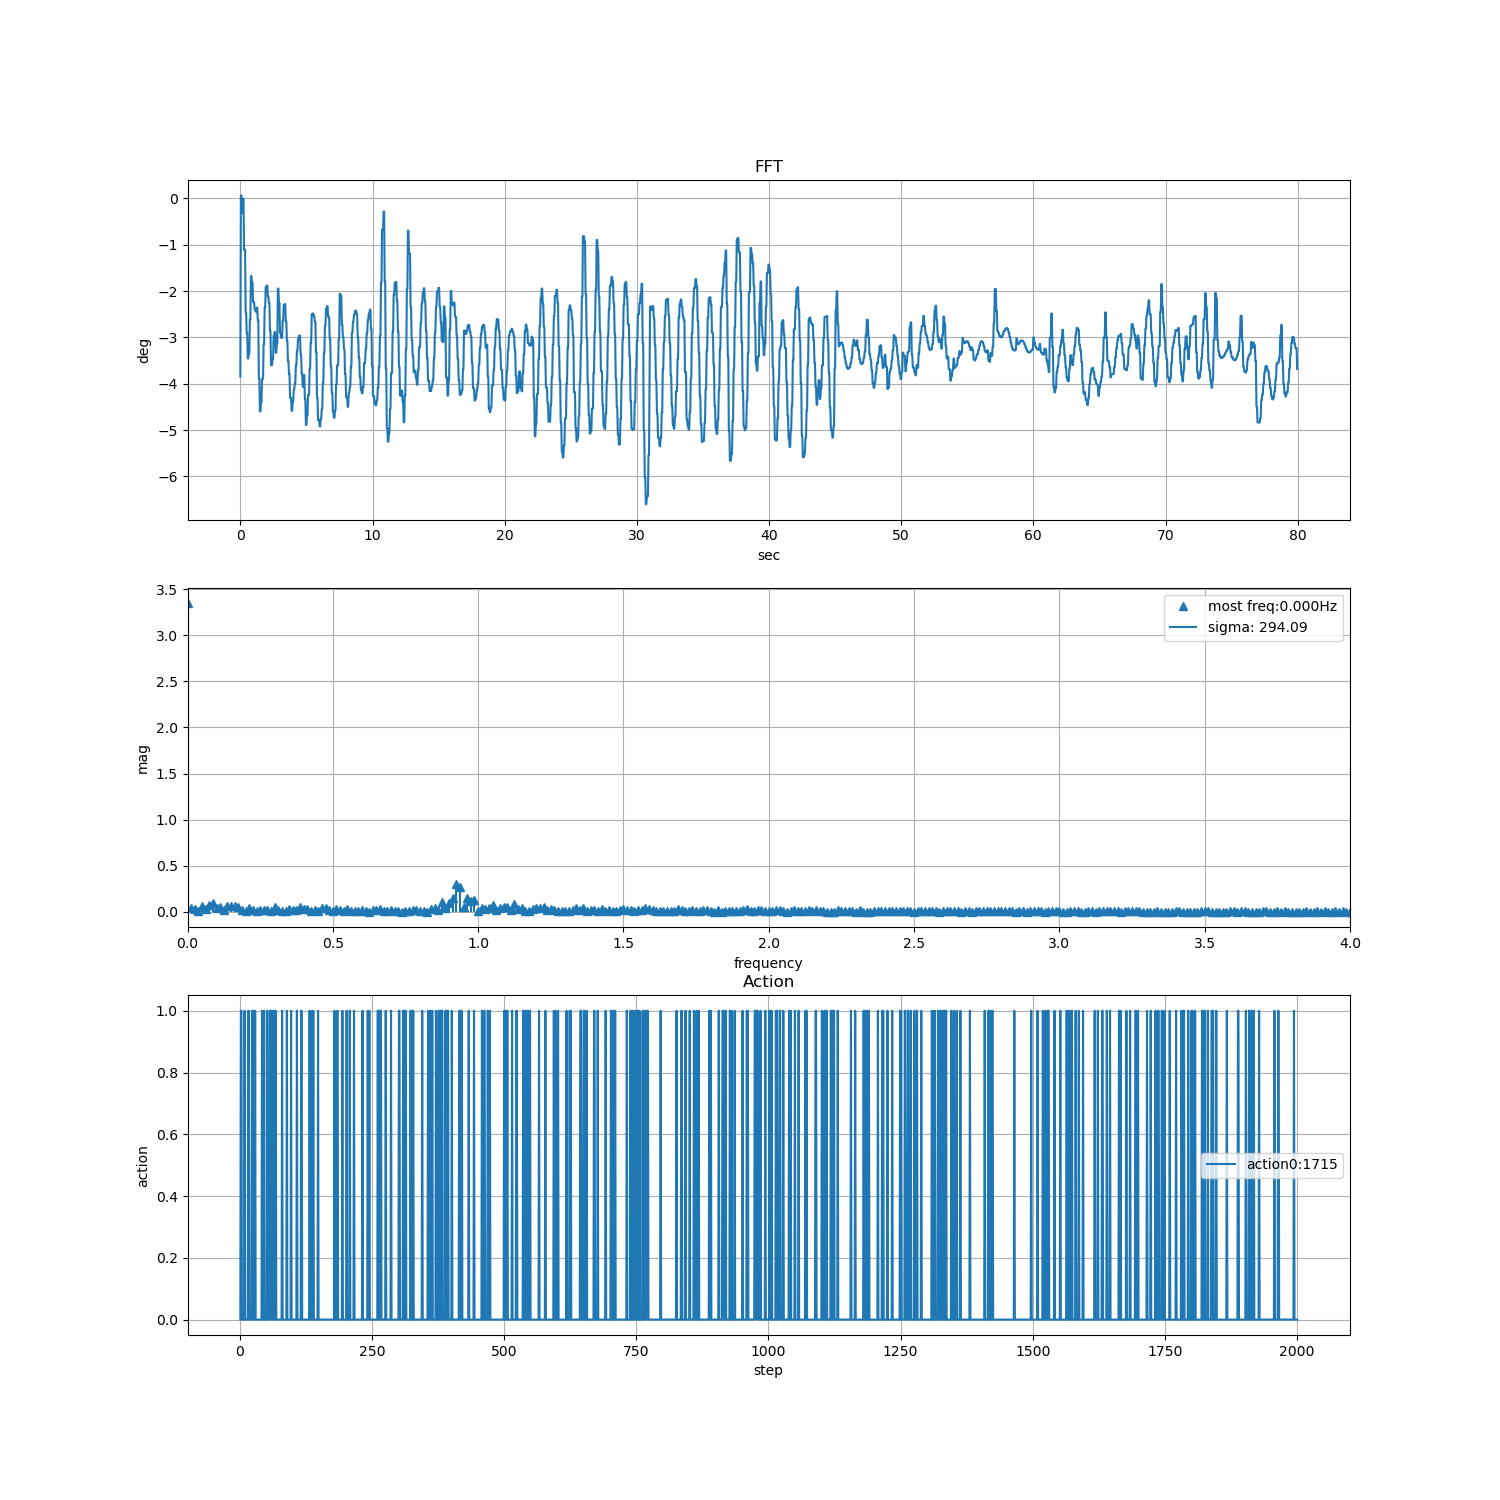 FFT
0
−1
−2
−3
−4
−5
−6
deg
0 10 20 30 40 50 60 70 80
sec
3.5
3.0
2.5
2.0
1.5
1.0
0.5
0.0
mag
most freq:0.000Hz
sigma: 294.09
0.0 0.5 1.0 1.5 2.0 2.5 3.0 3.5 4.0
frequency
Action
1.0
0.8
0.6
0.4
0.2
0.0
action
action0:1715
0 250 500 750 1000 1250 1500 1750 2000
step